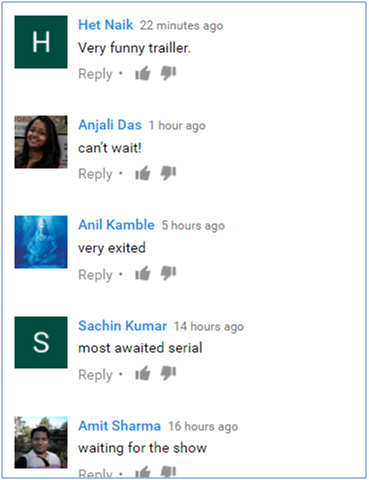 H
Het Naik 22 minutes ago
Very funny trailler.
Reply •
Anjali Das 1 hour ago
can't wait!
Reply •
Anil Kamble 5 hours ago
very exited
Reply •
S
Sachin Kumar 14 hours ago
most awaited serial
Reply •
Amit Sharma 16 hours ago
waiting for the show
Reply •